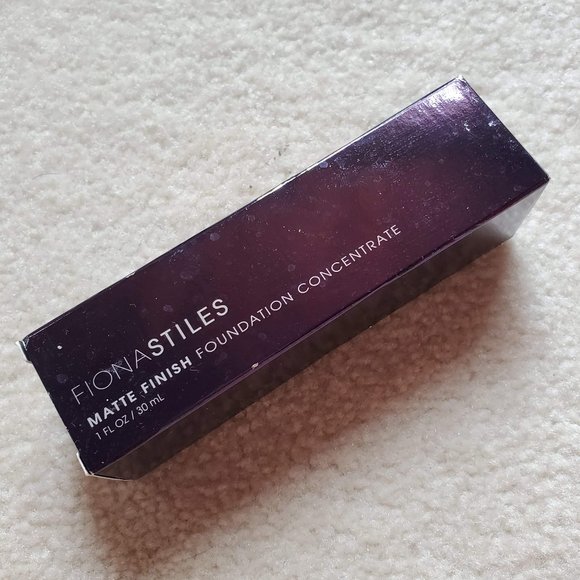 FIONASTILES
MATTE FINISH FOUNDATION CONCENTRATE
1 FL OZ / 30 mL